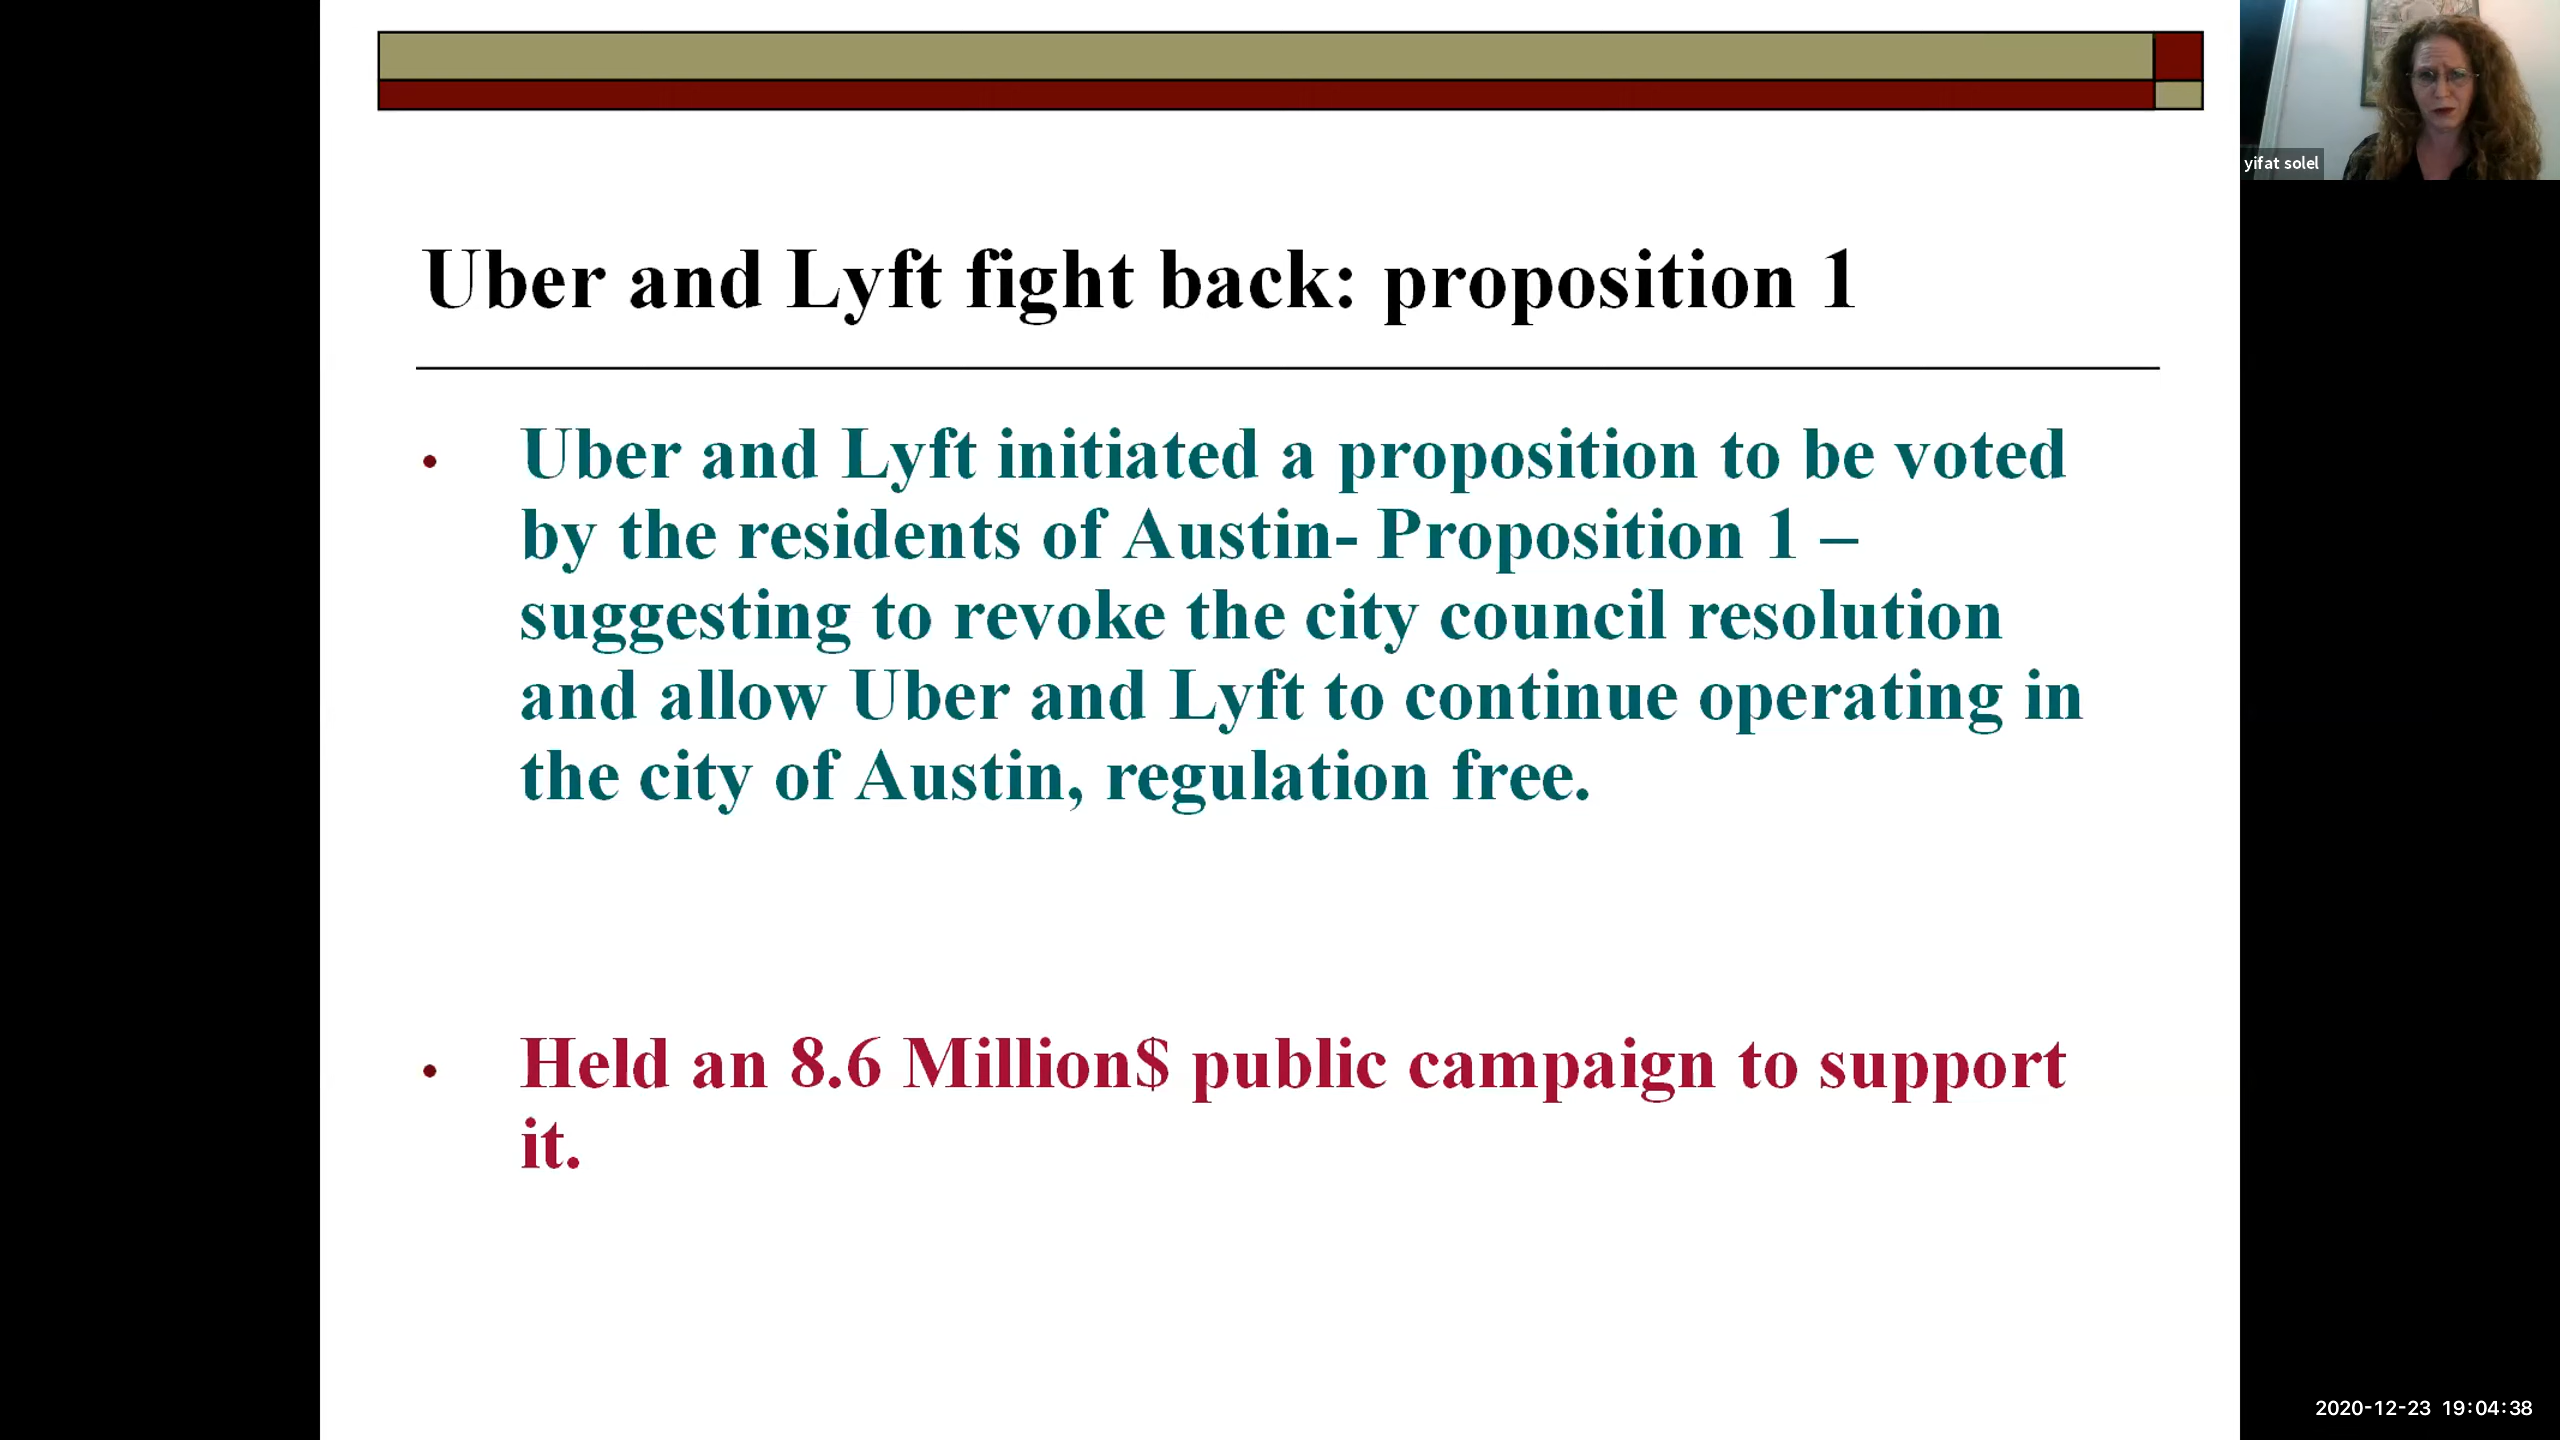 yifat solel
Uber and Lyft fight back: proposition 1
• Uber and Lyft initiated a proposition to be voted
by the residents of Austin- Proposition 1 –
suggesting to revoke the city council resolution
and allow Uber and Lyft to continue operating in
the city of Austin, regulation free.
• Held an 8.6 Million$ public campaign to support
it.
2020-12-23 19:04:38